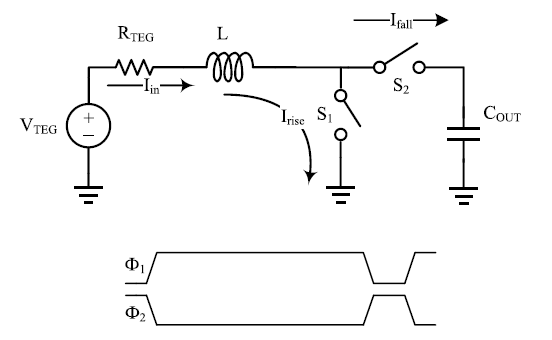 I_fall
R_TEG
L
I_in
S_2
V_TEG
+
−
I_rise
S_1
C_OUT
Φ_1
Φ_2